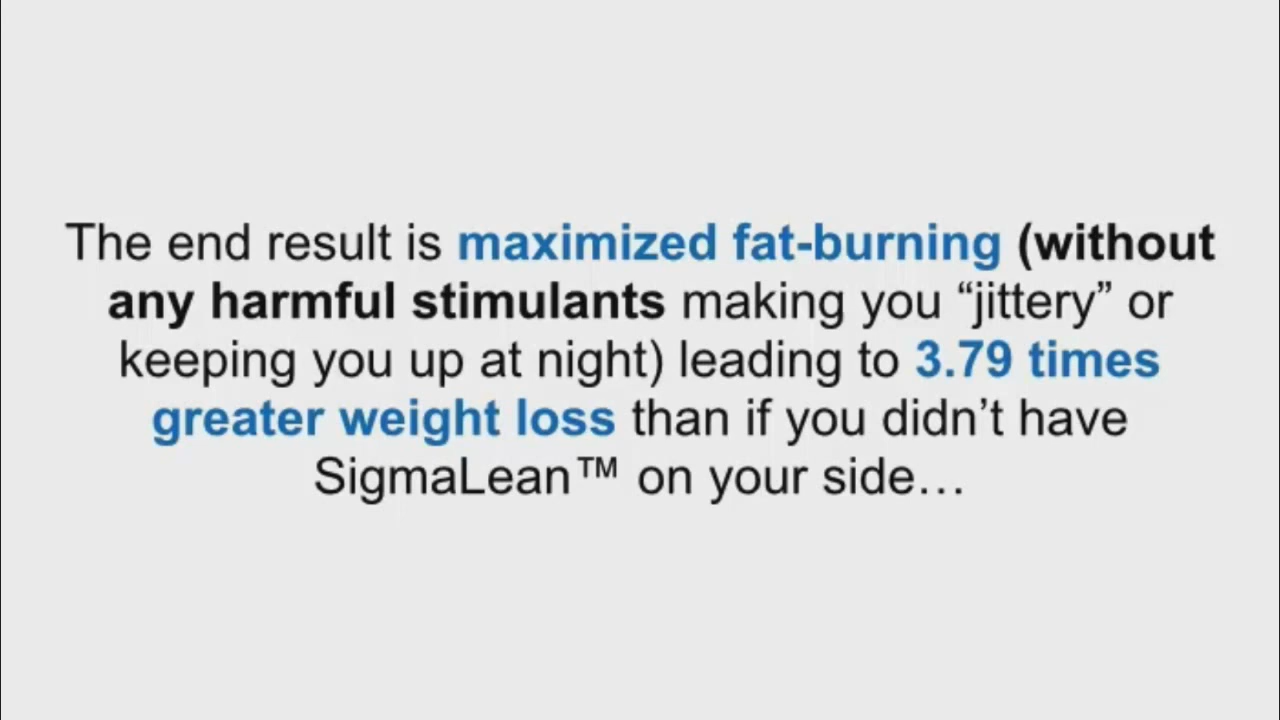 The end result is maximized fat-burning (without
any harmful stimulants making you “jittery” or
keeping you up at night) leading to 3.79 times
greater weight loss than if you didn’t have
SigmaLean™ on your side…